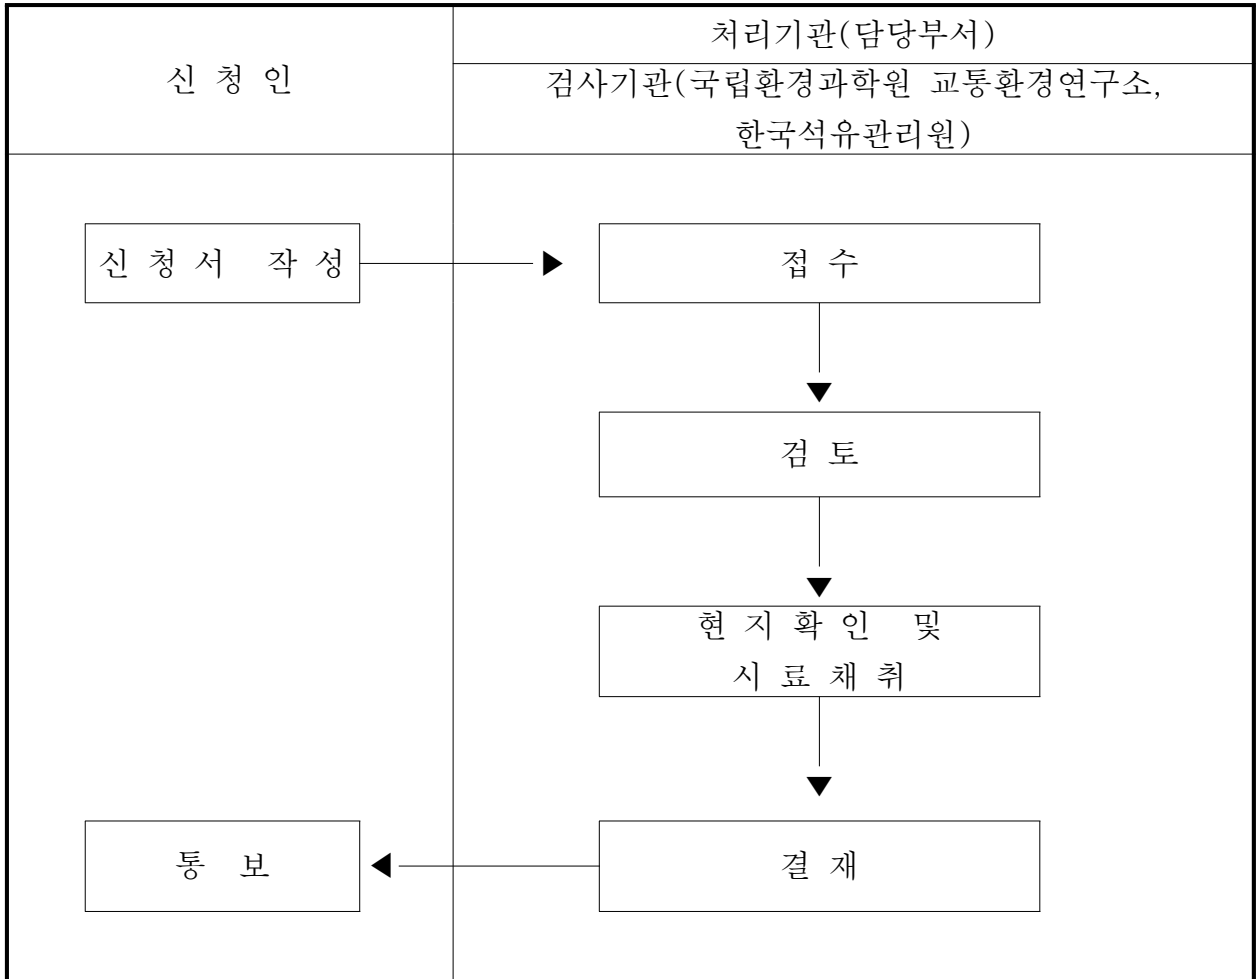 신 청 인
처리기관(담당부서)
검사기관(국립환경과학원 교통환경연구소,
한국석유관리원)
신 청 서 작 성
접 수
검 토
현 지 확 인 및
시 료 채 취
통 보
결 재